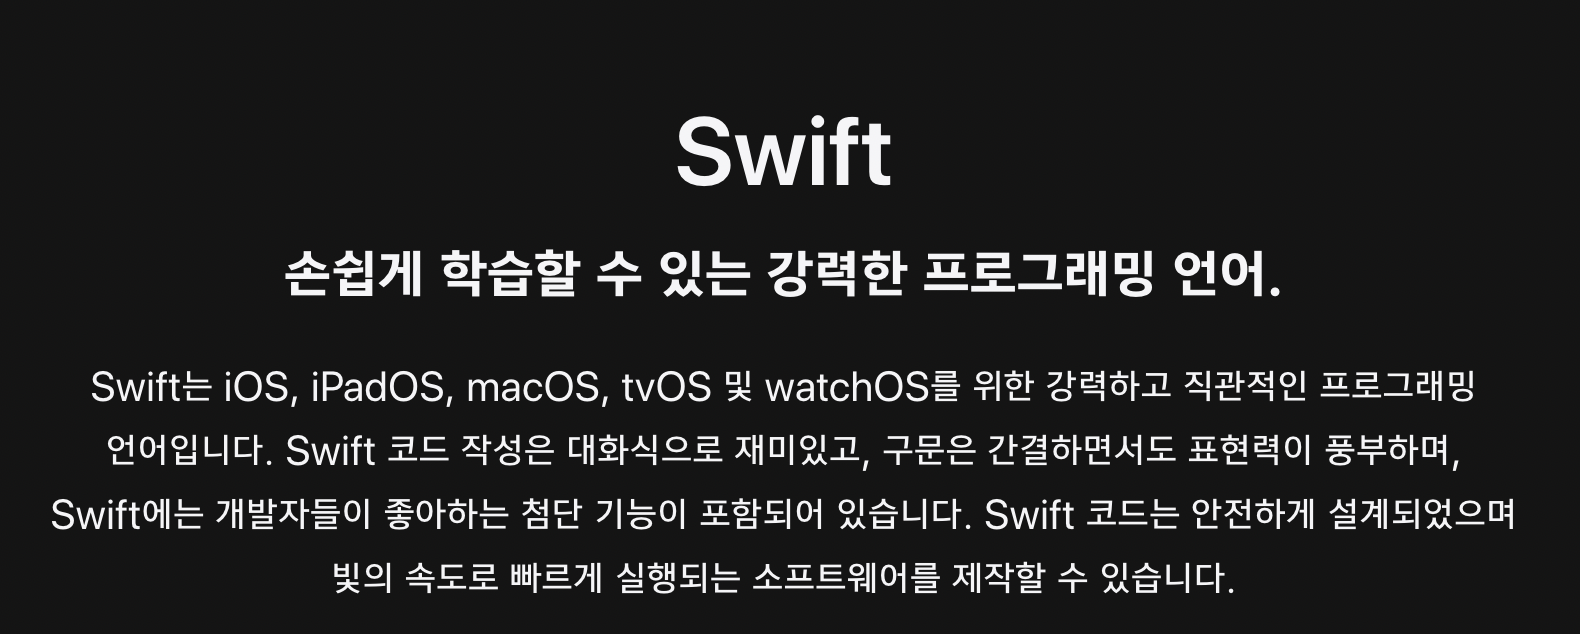 Swift
손쉽게 학습할 수 있는 강력한 프로그래밍 언어.
Swift는 iOS, iPadOS, macOS, tvOS 및 watchOS를 위한 강력하고 직관적인 프로그래밍
언어입니다. Swift 코드 작성은 대화식으로 재미있고, 구문은 간결하면서도 표현력이 풍부하며,
Swift에는 개발자들이 좋아하는 첨단 기능이 포함되어 있습니다. Swift 코드는 안전하게 설계되었으며
빛의 속도로 빠르게 실행되는 소프트웨어를 제작할 수 있습니다.